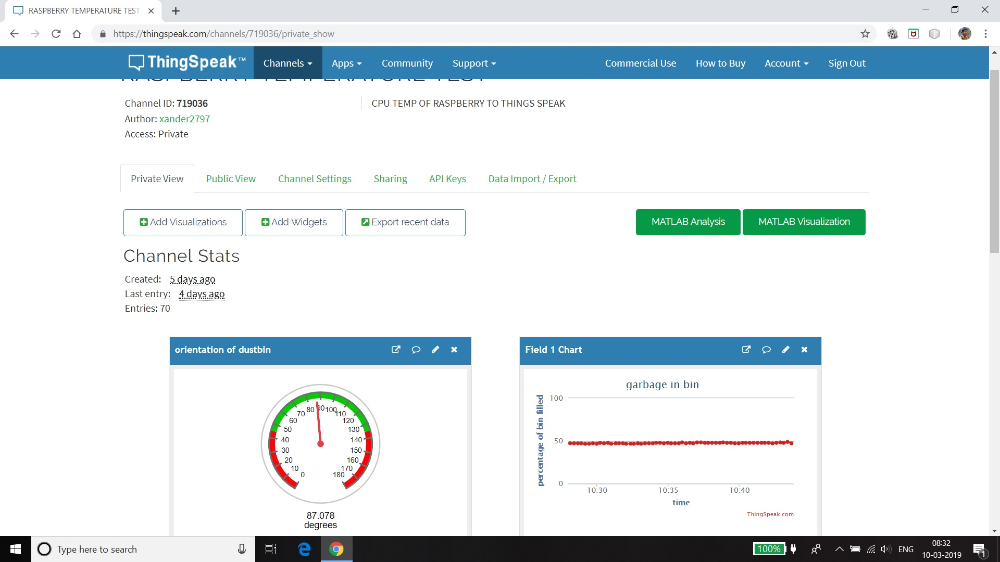 RASPBERRY TEMPERATURE TEST
https://thingspeak.com/channels/719036/private_show
ThingSpeak™
Channels
Apps
Community
Support
Commercial Use
How to Buy
Account
Sign Out
RASPBERRY TEMPERATURE TEST
Channel ID: 719036
Author: xander2797
Access: Private
CPU TEMP OF RASPBERRY TO THINGS SPEAK
Private View
Public View
Channel Settings
Sharing
API Keys
Data Import / Export
Add Visualizations
Add Widgets
Export recent data
MATLAB Analysis
MATLAB Visualization
Channel Stats
Created: 5 days ago
Last entry: 4 days ago
Entries: 70
orientation of dustbin
0
10
20
30
40
50
60
70
80
90
100
110
120
130
140
150
160
170
180
87.078
degrees
Field 1 Chart
garbage in bin
percentage of bin filled
100
50
0
10:30
10:35
10:40
time
ThingSpeak.com
Type here to search
100%
ENG
08:32
10-03-2019
1